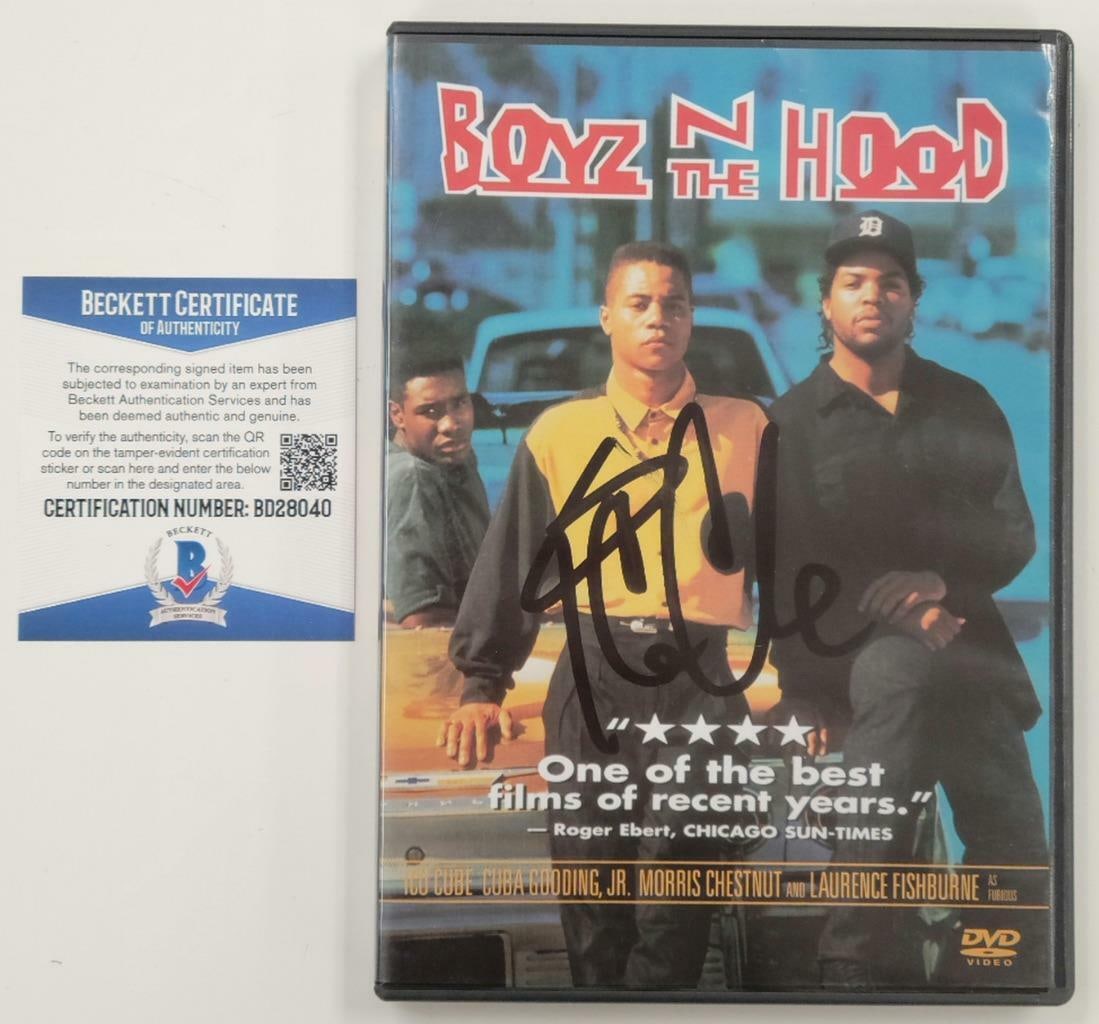 BECKETT CERTIFICATE
OF AUTHENTICITY
The corresponding signed item has been
subjected to examination by an expert from
Beckett Authentication Services and has
been deemed authentic and genuine.
To verify the authenticity, scan the QR
code on the tamper-evident certification
sticker or scan here and enter the below
number in the designated area.
CERTIFICATION NUMBER: BD28040
BECKETT
B
AUTHENTICATION
SERVICES
BOYZ N THE HOOD
D
"★★★★
One of the best
films of recent years."
— Roger Ebert, CHICAGO SUN-TIMES
ICE CUBE CUBA GOODING, JR. MORRIS CHESTNUT AND LAURENCE FISHBURNE AS FURIOUS
DVD
VIDEO